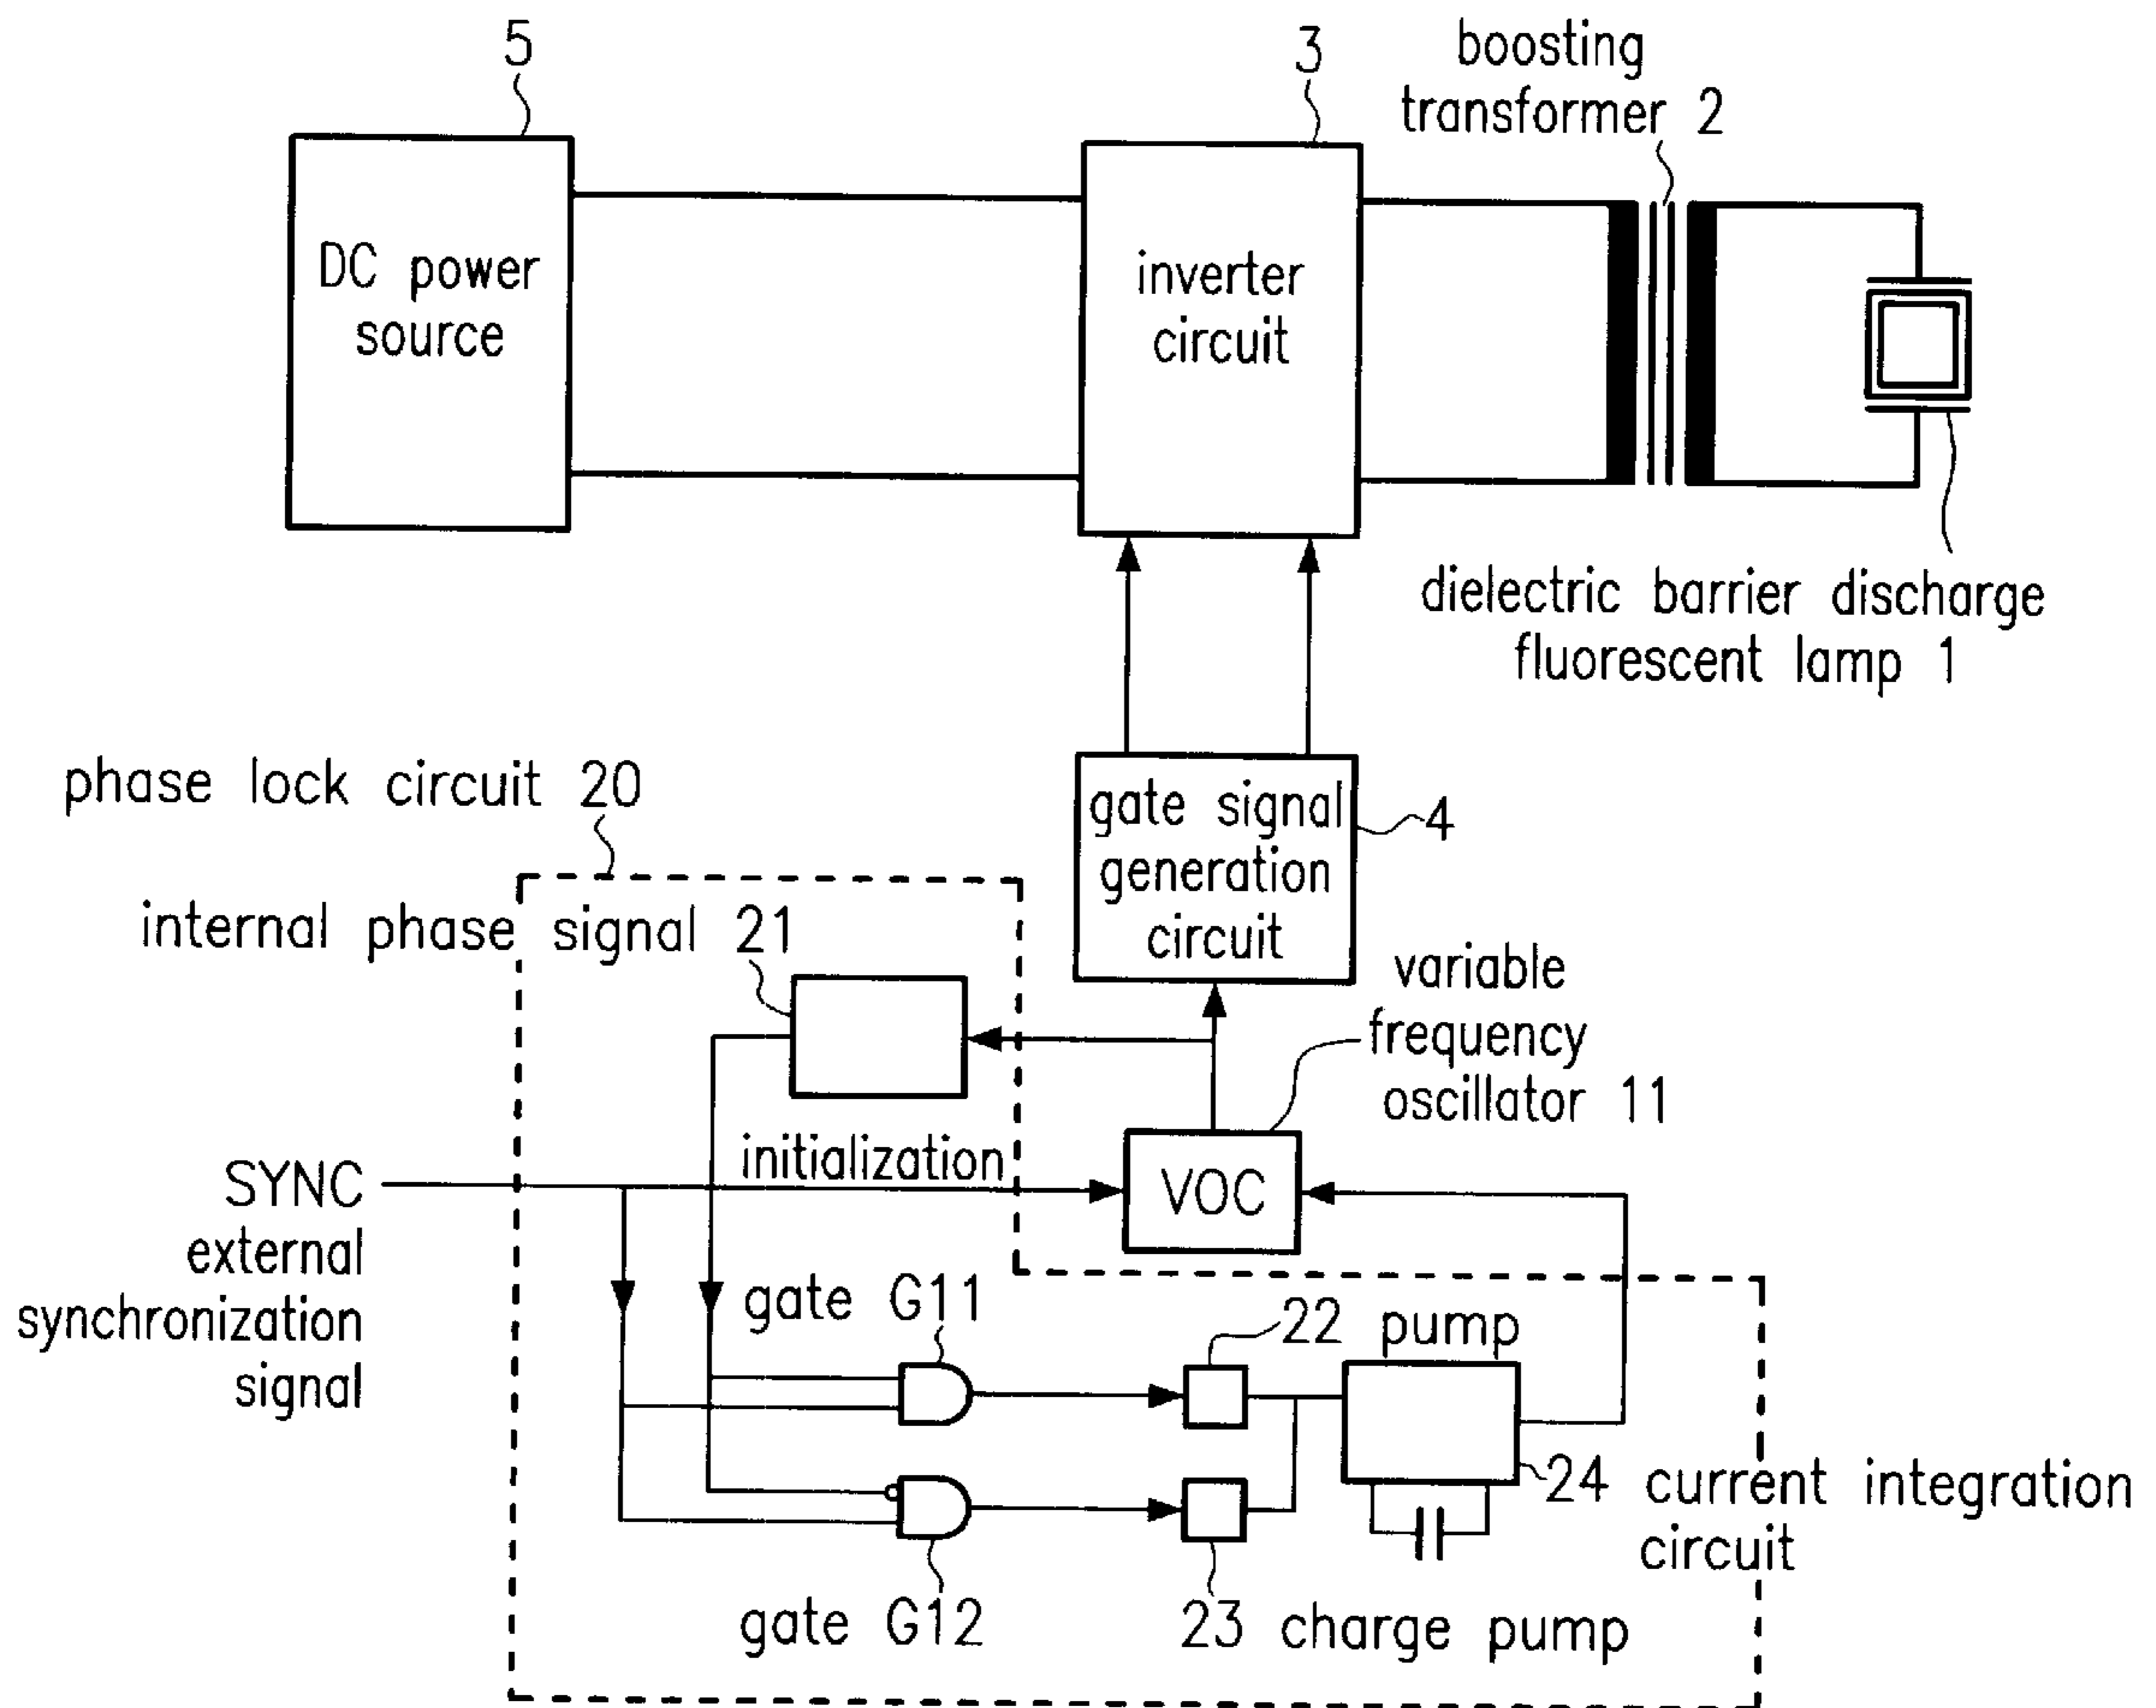 5
3
boosting
transformer 2
DC power
source
inverter
circuit
dielectric barrier discharge
fluorescent lamp 1
phase lock circuit 20
gate signal
generation
circuit
4
internal phase signal 21
variable
frequency
oscillator 11
initialization
SYNC
external
synchronization
signal
VOC
gate G11
22 pump
24 current integration
circuit
gate G12
23 charge pump